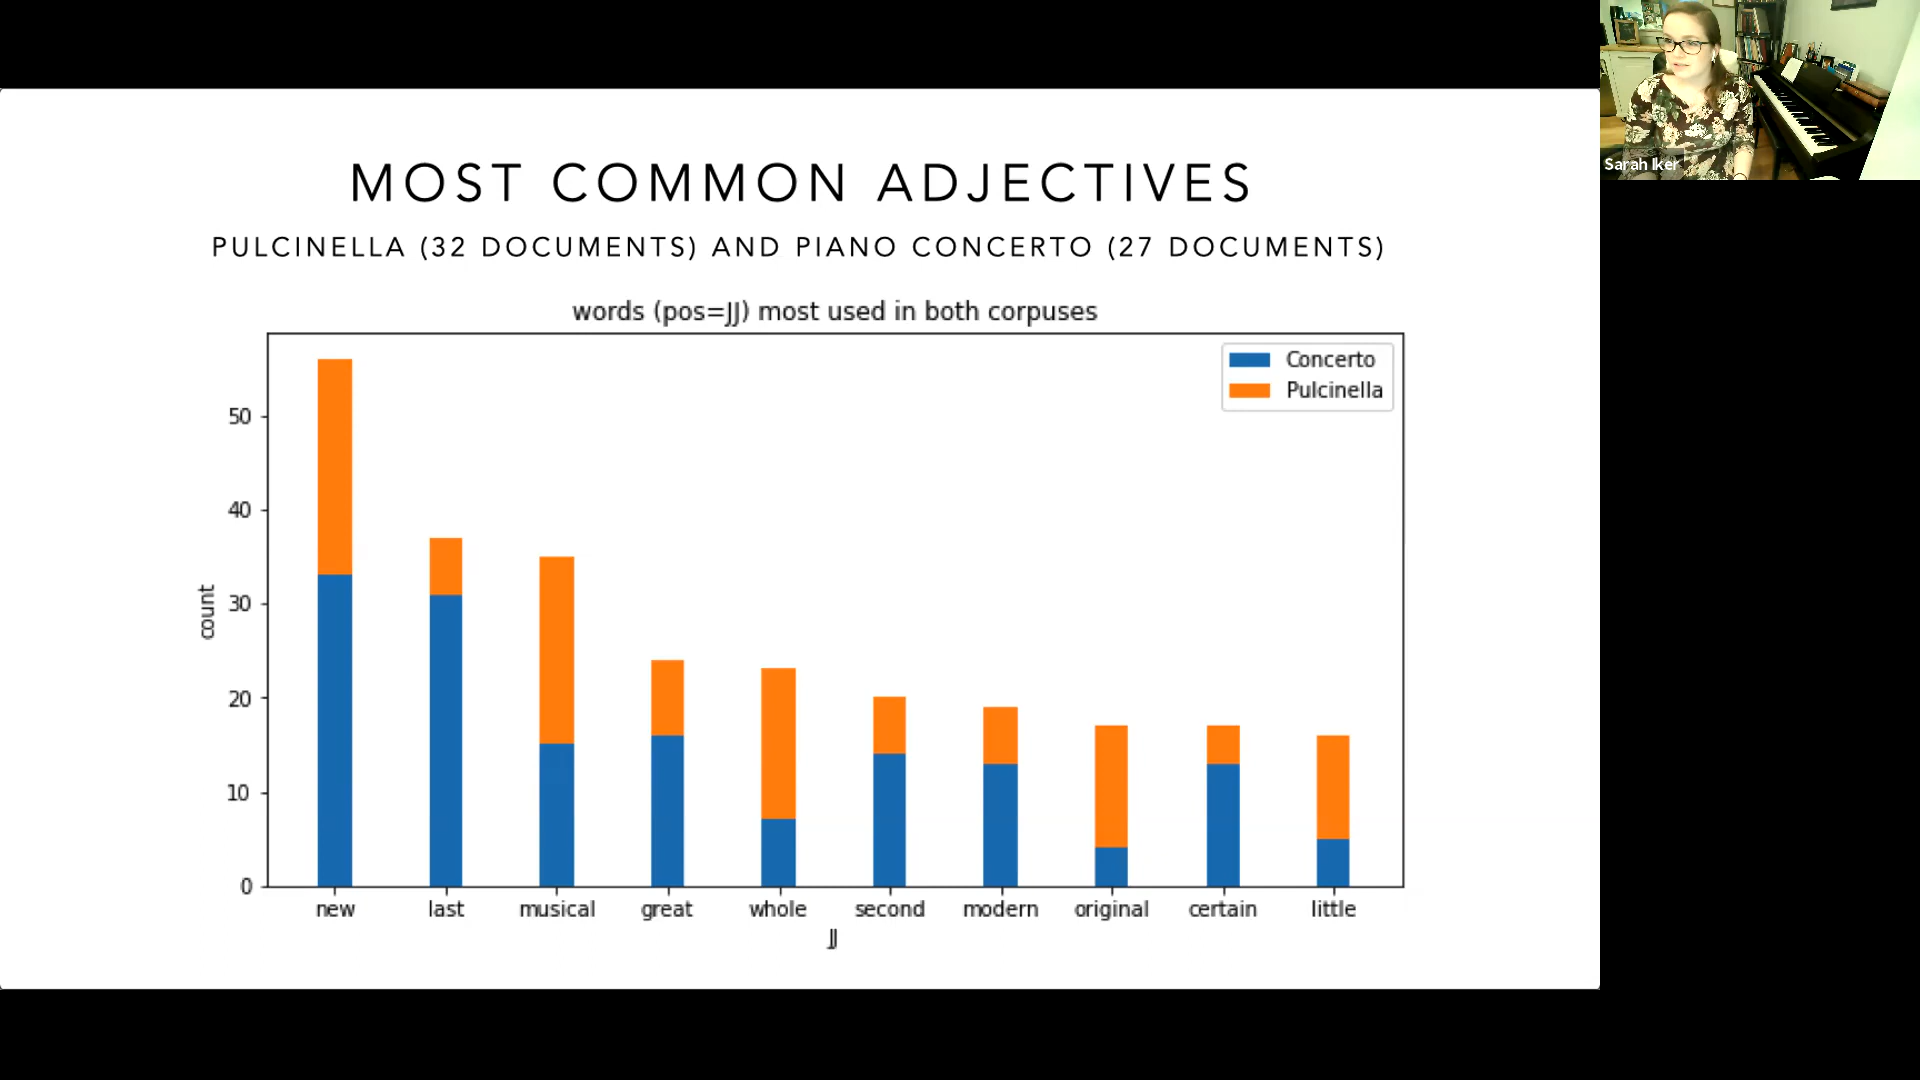 Sarah Iker
MOST COMMON ADJECTIVES
PULCINELLA (32 DOCUMENTS) AND PIANO CONCERTO (27 DOCUMENTS)
words (pos=JJ) most used in both corpuses
Concerto
Pulcinella
50
40
30
20
10
0
count
new last musical great whole second modern original certain little
JJ